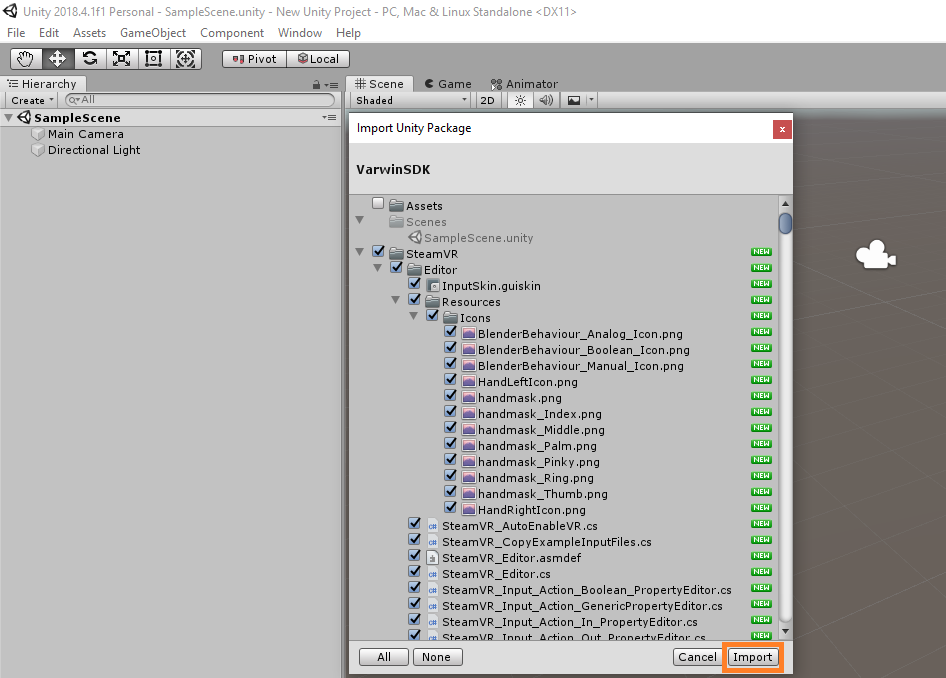 Unity 2018.4.1f1 Personal - SampleScene.unity - New Unity Project - PC, Mac & Linux Standalone <DX11>
File Edit Assets GameObject Component Window Help
Pivot Local
Hierarchy
Scene Game Animator
Create All
Shaded 2D
SampleScene
Main Camera
Directional Light
Import Unity Package x
VarwinSDK
Assets
Scenes
SampleScene.unity
SteamVR NEW
Editor NEW
InputSkin.guiskin NEW
Resources NEW
Icons NEW
BlenderBehaviour_Analog_Icon.png NEW
BlenderBehaviour_Boolean_Icon.png NEW
BlenderBehaviour_Manual_Icon.png NEW
HandLeftIcon.png NEW
handmask.png NEW
handmask_Index.png NEW
handmask_Middle.png NEW
handmask_Palm.png NEW
handmask_Pinky.png NEW
handmask_Ring.png NEW
handmask_Thumb.png NEW
HandRightIcon.png NEW
c# SteamVR_AutoEnableVR.cs NEW
c# SteamVR_CopyExampleInputFiles.cs NEW
SteamVR_Editor.asmdef NEW
c# SteamVR_Editor.cs NEW
c# SteamVR_Input_Action_Boolean_PropertyEditor.cs NEW
c# SteamVR_Input_Action_GenericPropertyEditor.cs NEW
c# SteamVR_Input_Action_In_PropertyEditor.cs NEW
c# SteamVR_Input_Action_Out_PropertyEditor.cs NEW
All None Cancel Import